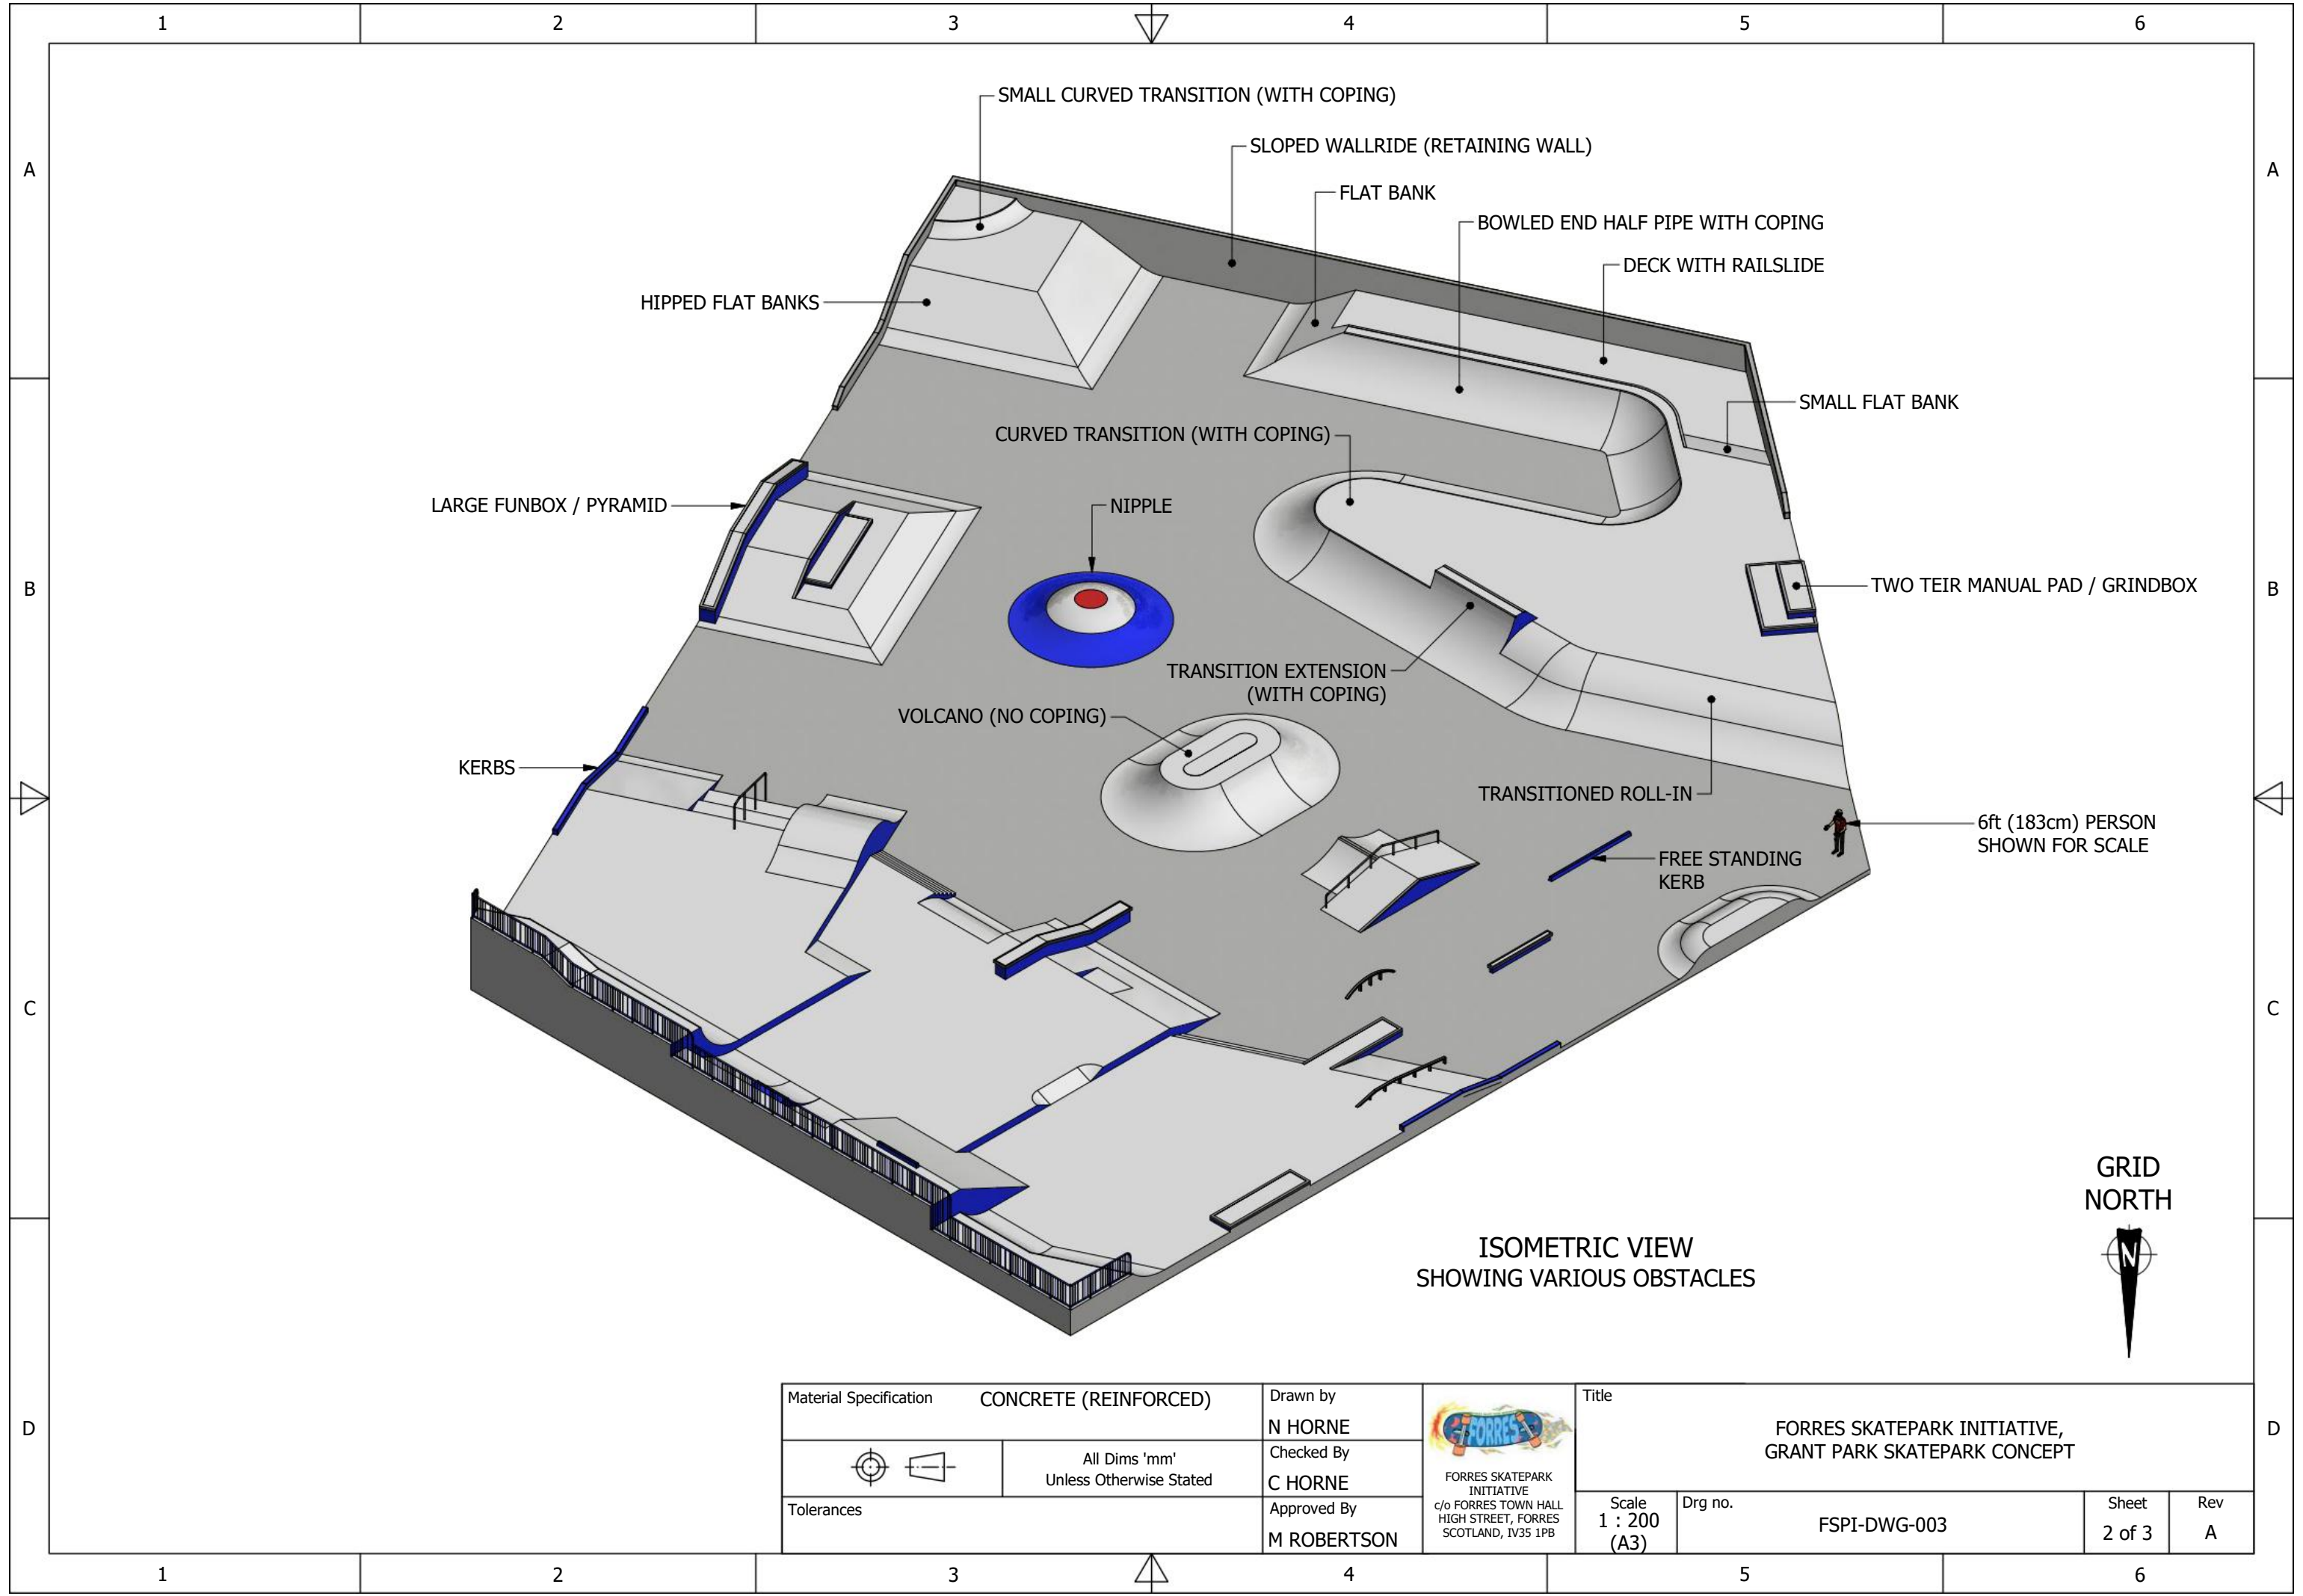 1 2 3 4 5 6
A
A
SMALL CURVED TRANSITION (WITH COPING)
SLOPED WALLRIDE (RETAINING WALL)
FLAT BANK
BOWLED END HALF PIPE WITH COPING
DECK WITH RAILSLIDE
HIPPED FLAT BANKS
SMALL FLAT BANK
CURVED TRANSITION (WITH COPING)
LARGE FUNBOX / PYRAMID
NIPPLE
B
B
TWO TEIR MANUAL PAD / GRINDBOX
TRANSITION EXTENSION
(WITH COPING)
VOLCANO (NO COPING)
KERBS
TRANSITIONED ROLL-IN
6ft (183cm) PERSON
SHOWN FOR SCALE
FREE STANDING
KERB
C
C
GRID
NORTH
N
ISOMETRIC VIEW
SHOWING VARIOUS OBSTACLES
D
D
Material Specification CONCRETE (REINFORCED)
All Dims 'mm'
Unless Otherwise Stated
Tolerances
Drawn by
N HORNE
Checked By
C HORNE
Approved By
M ROBERTSON
FORRES
FORRES SKATEPARK
INITIATIVE
c/o FORRES TOWN HALL
HIGH STREET, FORRES
SCOTLAND, IV35 1PB
Title
FORRES SKATEPARK INITIATIVE,
GRANT PARK SKATEPARK CONCEPT
Scale
1 : 200
(A3)
Drg no.
FSPI-DWG-003
Sheet
2 of 3
Rev
A
1 2 3 4 5 6